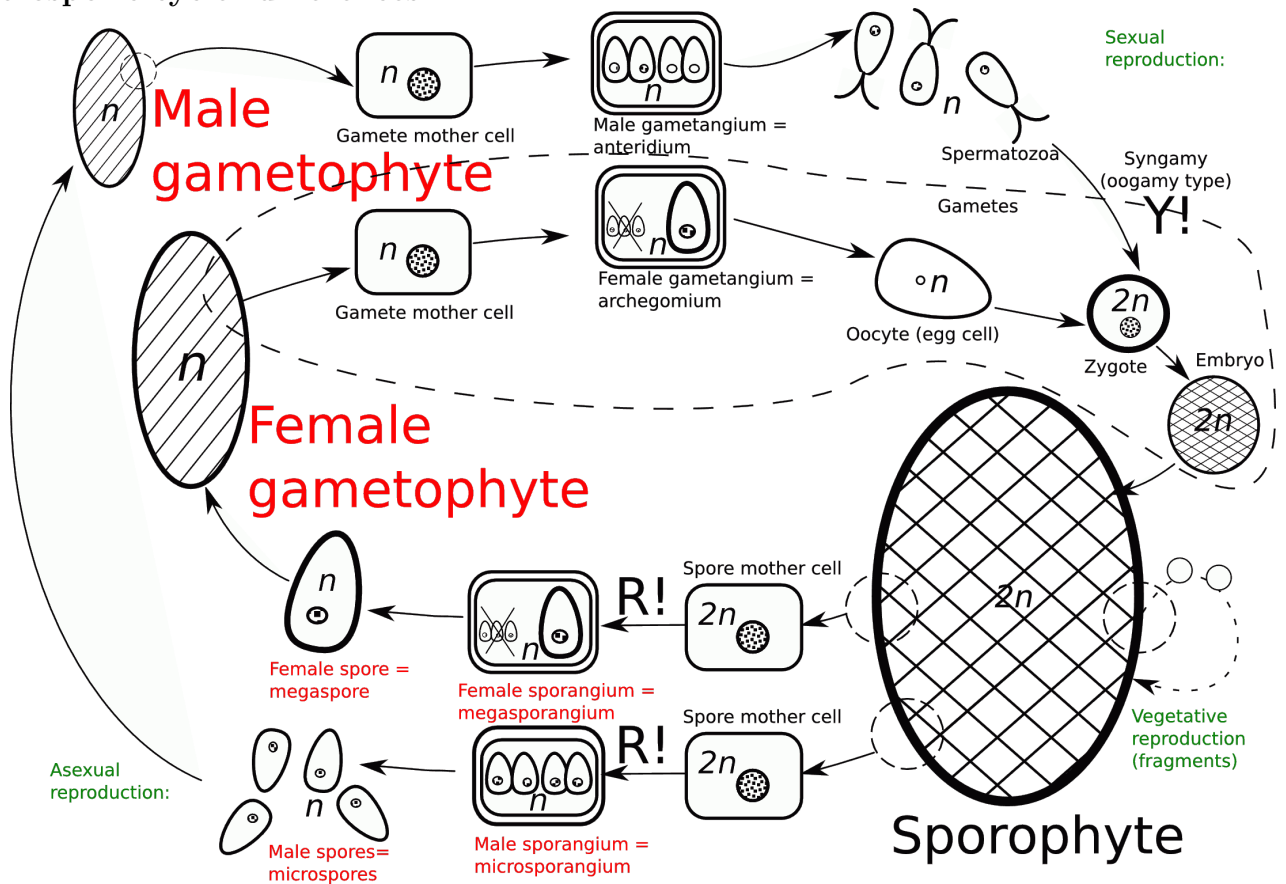 n
Male
gametophyte
n
Gamete mother cell
n
Male gametangium =
anteridium
n
Spermatozoa
Sexual
reproduction:
Syngamy
(oogamy type)
Y!
Gametes
n
Gamete mother cell
n
Female gametangium =
archegomium
n
Oocyte (egg cell)
2n
Zygote
Embryo
2n
n
Female
gametophyte
2n
Sporophyte
Vegetative
reproduction
(fragments)
Spore mother cell
2n
R!
n
Female sporangium =
megasporangium
n
Female spore =
megaspore
Spore mother cell
2n
R!
n
Male sporangium =
microsporangium
n
Male spores=
microspores
Asexual
reproduction: